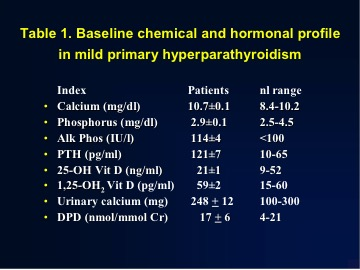 Table 1. Baseline chemical and hormonal profile
in mild primary hyperparathyroidism
Index Patients nl range
• Calcium (mg/dl) 10.7±0.1 8.4-10.2
• Phosphorus (mg/dl) 2.9±0.1 2.5-4.5
• Alk Phos (IU/l) 114±4 <100
• PTH (pg/ml) 121±7 10-65
• 25-OH Vit D (ng/ml) 21±1 9-52
• 1,25-OH₂ Vit D (pg/ml) 59±2 15-60
• Urinary calcium (mg) 248 ± 12 100-300
• DPD (nmol/mmol Cr) 17 ± 6 4-21